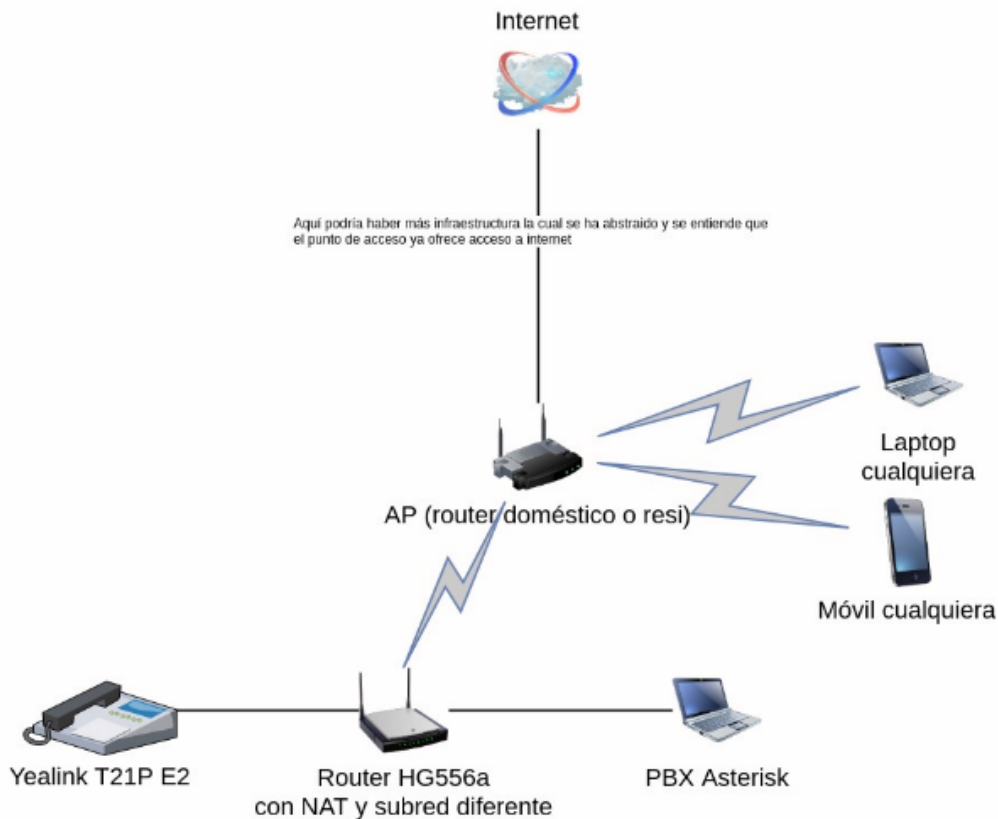 Internet
Aquí podría haber más infraestructura la cual se ha abstraido y se entiende que
el punto de acceso ya ofrece acceso a internet
Laptop
cualquiera
AP (router doméstico o resi)
Móvil cualquiera
Yealink T21P E2
Router HG556a
con NAT y subred diferente
PBX Asterisk